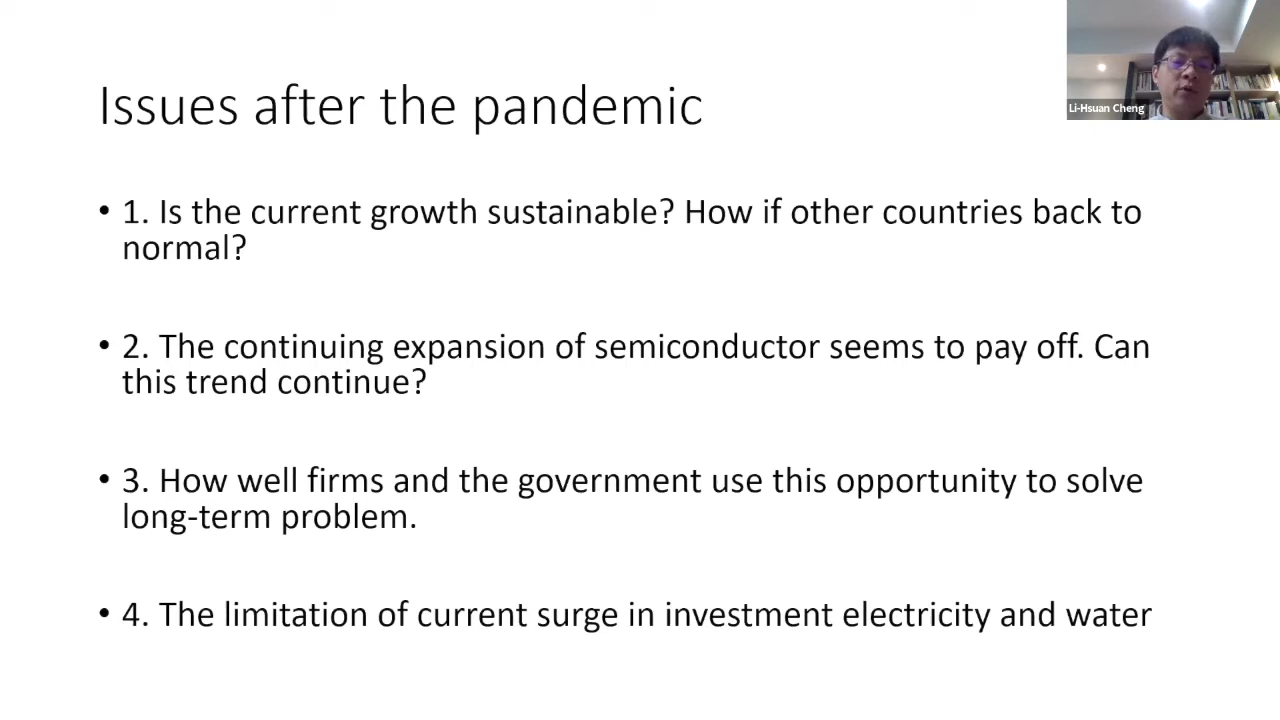 Issues after the pandemic
Li-Hsuan Cheng
• 1. Is the current growth sustainable? How if other countries back to
normal?
• 2. The continuing expansion of semiconductor seems to pay off. Can
this trend continue?
• 3. How well firms and the government use this opportunity to solve
long-term problem.
• 4. The limitation of current surge in investment electricity and water